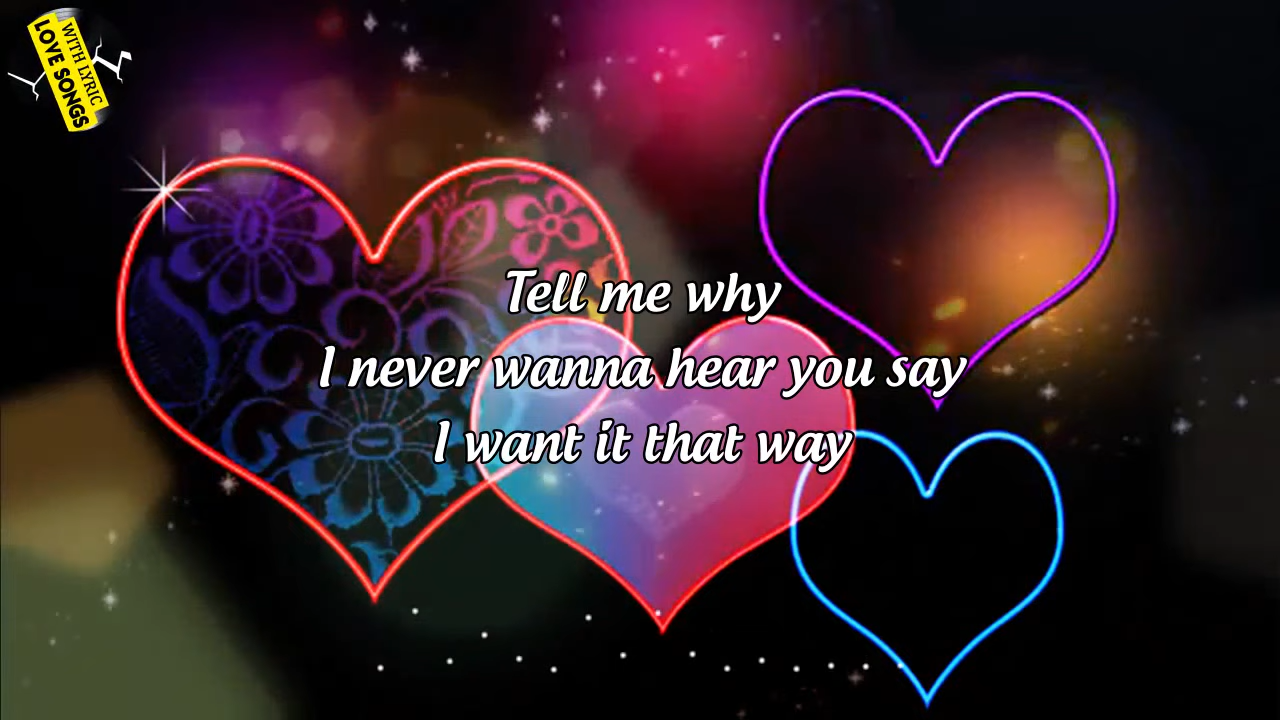 WITH LYRIC
LOVE SONGS
Tell me why
I never wanna hear you say
I want it that way